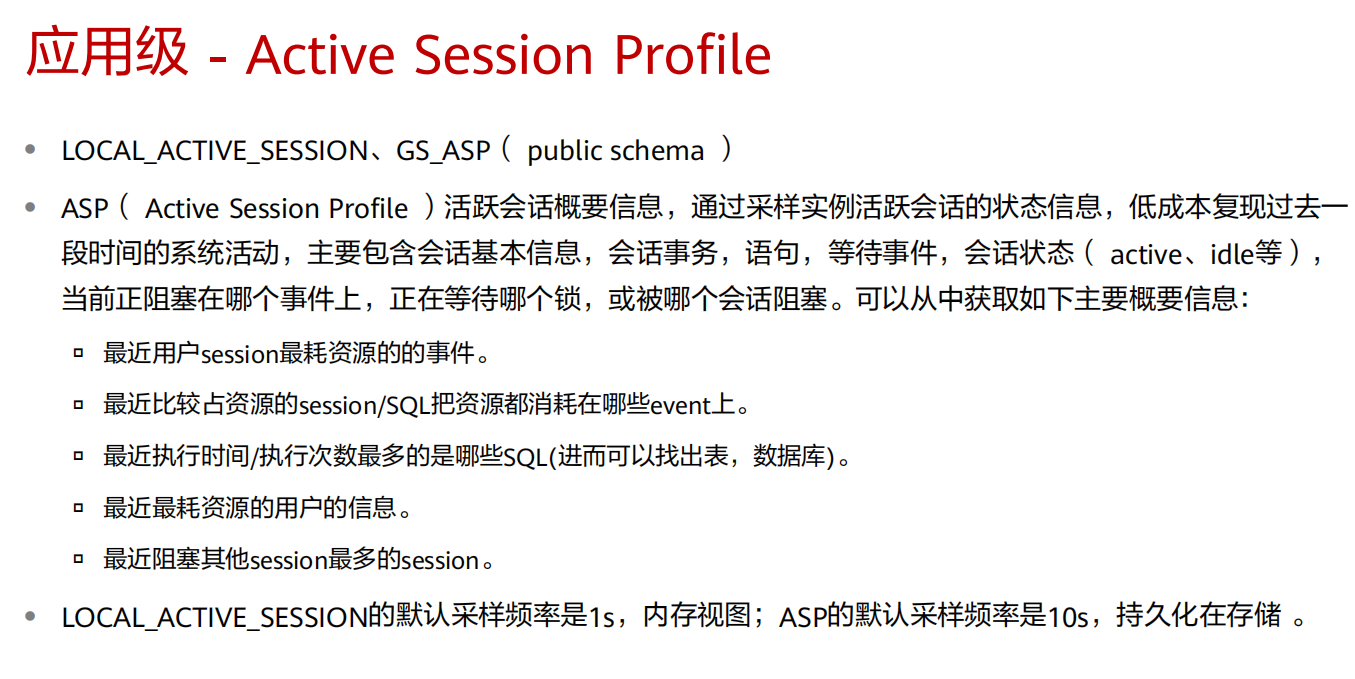 应用级 - Active Session Profile
• LOCAL_ACTIVE_SESSION、GS_ASP（ public schema ）
• ASP（ Active Session Profile ）活跃会话概要信息，通过采样实例活跃会话的状态信息，低成本复现过去一
段时间的系统活动，主要包含会话基本信息，会话事务，语句，等待事件，会话状态（ active、idle等），
当前正阻塞在哪个事件上，正在等待哪个锁，或被哪个会话阻塞。可以从中获取如下主要概要信息：
▫ 最近用户session最耗资源的的事件。
▫ 最近比较占资源的session/SQL把资源都消耗在哪些event上。
▫ 最近执行时间/执行次数最多的是哪些SQL(进而可以找出表，数据库)。
▫ 最近最耗资源的用户的信息。
▫ 最近阻塞其他session最多的session。
• LOCAL_ACTIVE_SESSION的默认采样频率是1s，内存视图；ASP的默认采样频率是10s，持久化在存储 。